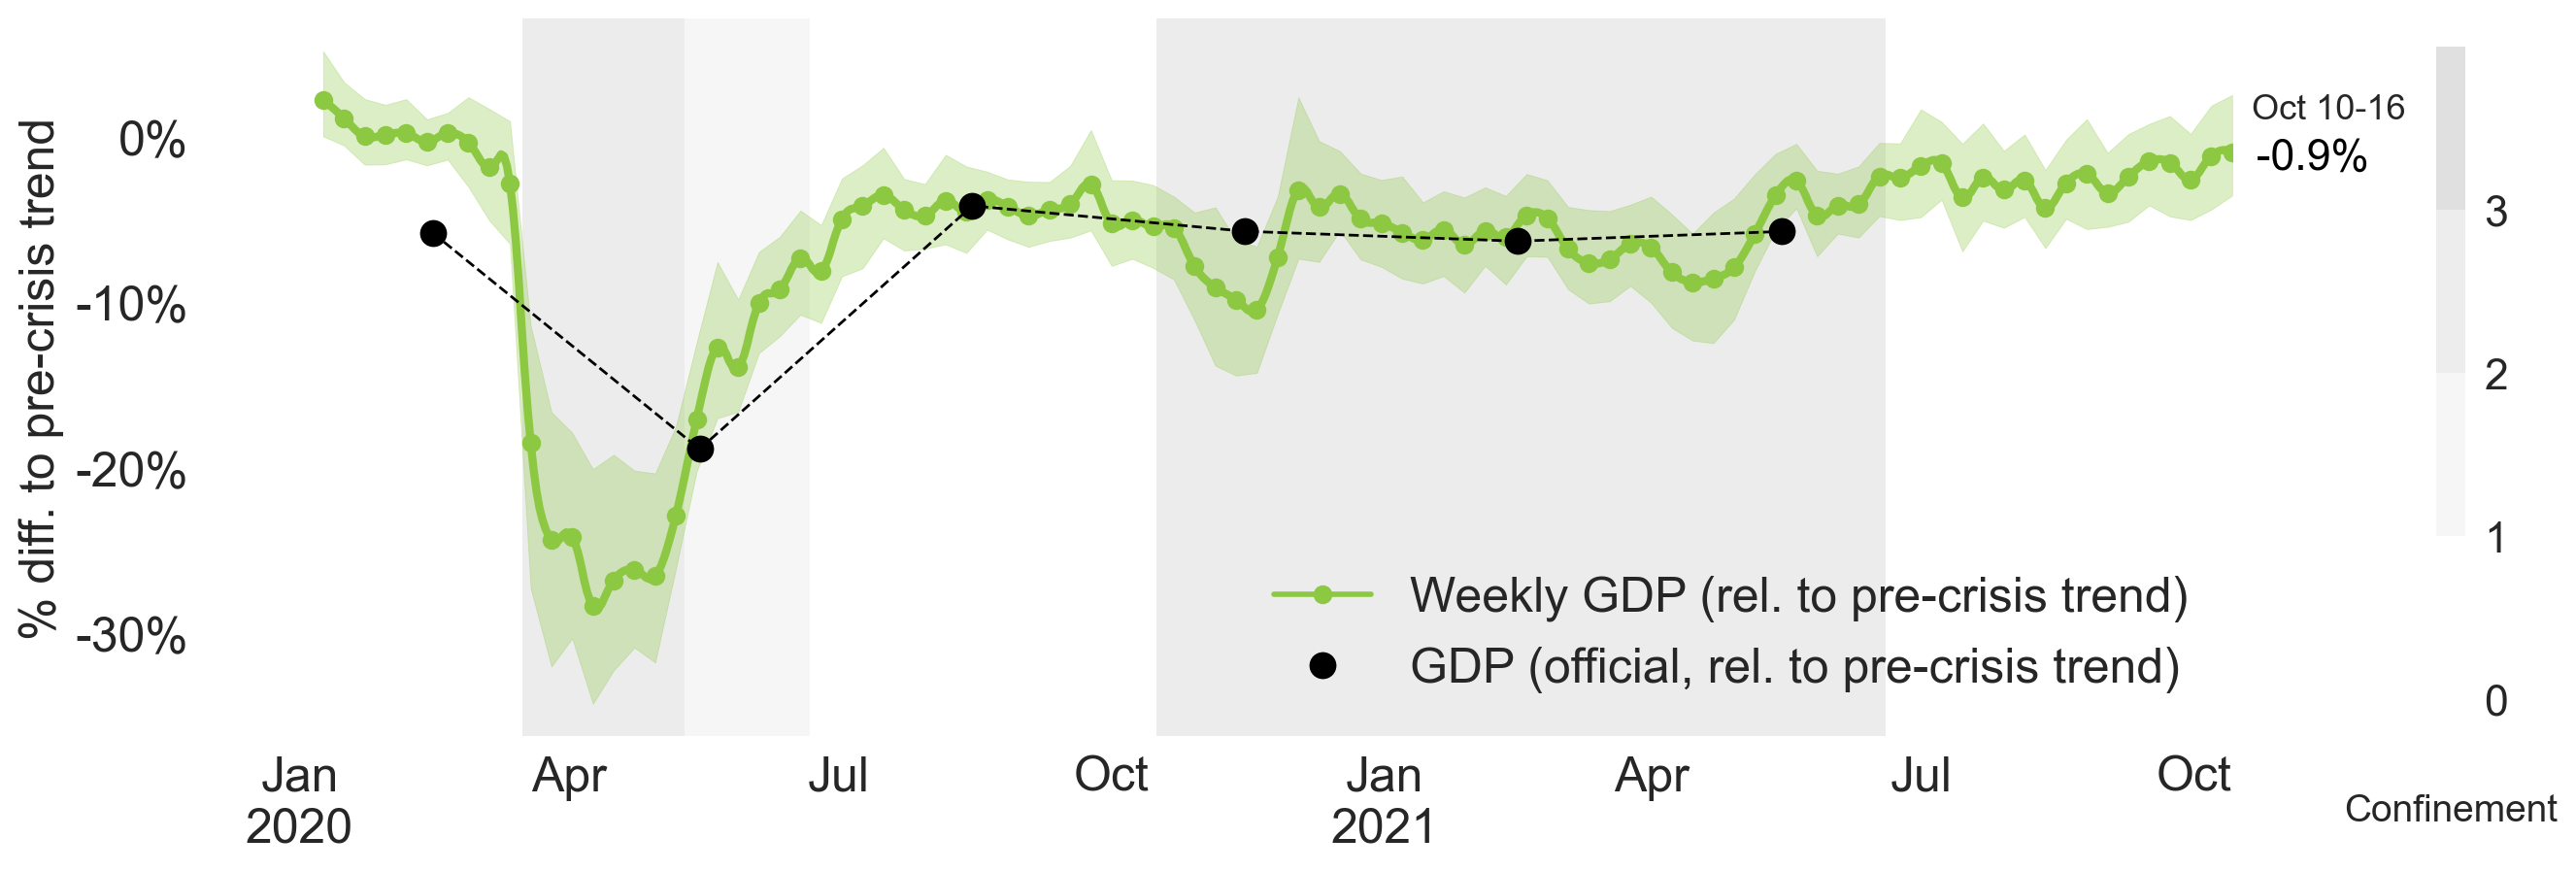 % diff. to pre-crisis trend
0%
-10%
-20%
-30%
Oct 10-16
-0.9%
3
2
1
0
Confinement
Weekly GDP (rel. to pre-crisis trend)
GDP (official, rel. to pre-crisis trend)
Jan Apr Jul Oct Jan Apr Jul Oct
2020 2021